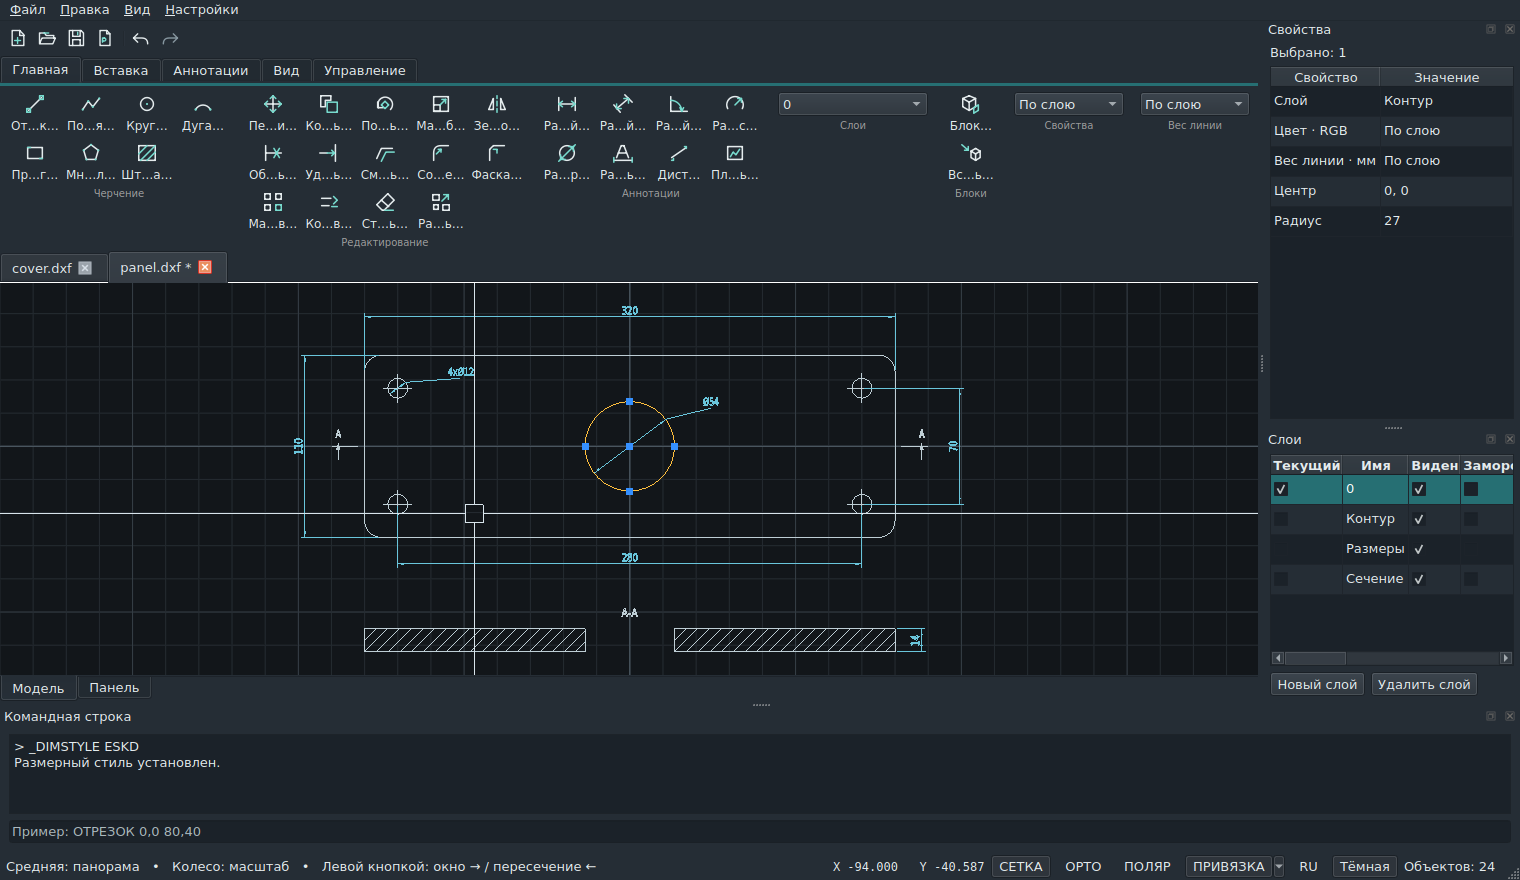 Файл Правка Вид Настройки
Главная Вставка Аннотации Вид Управление
От...к... По...я... Круг... Дуга...
Пр...г... Мн...л... Шт...а...
Черчение
Пе...и... Ко...ь... По...ь... Ма...б... Зе...о...
Об...ь... Уд...ь... См...ь... Со...е... Фаска...
Ма...в... Ко...в... Ст...ь... Ра...ь...
Редактирование
Ра...й... Ра...й... Ра...й... Ра...с...
Ра...р... Ра...ь... Дист... Пл...ь...
Аннотации
0
Слои
Блок...
Вс...ь...
Блоки
По слою
Свойства
По слою
Вес линии
cover.dxf
panel.dxf *
320
4xØ12
Ø54
A
A
110
70
280
A-A
14
Модель Панель
Свойства
Выбрано: 1
Свойство Значение
Слой Контур
Цвет · RGB По слою
Вес линии · мм По слою
Центр 0, 0
Радиус 27
Слои
Текущий Имя Виден Замор
0
Контур
Размеры
Сечение
Новый слой Удалить слой
Командная строка
> _DIMSTYLE ESKD
Размерный стиль установлен.
Пример: ОТРЕЗОК 0,0 80,40
Средняя: панорама • Колесо: масштаб • Левой кнопкой: окно → / пересечение ←
X -94.000 Y -40.587 СЕТКА ОРТО ПОЛЯР ПРИВЯЗКА RU Тёмная Объектов: 24